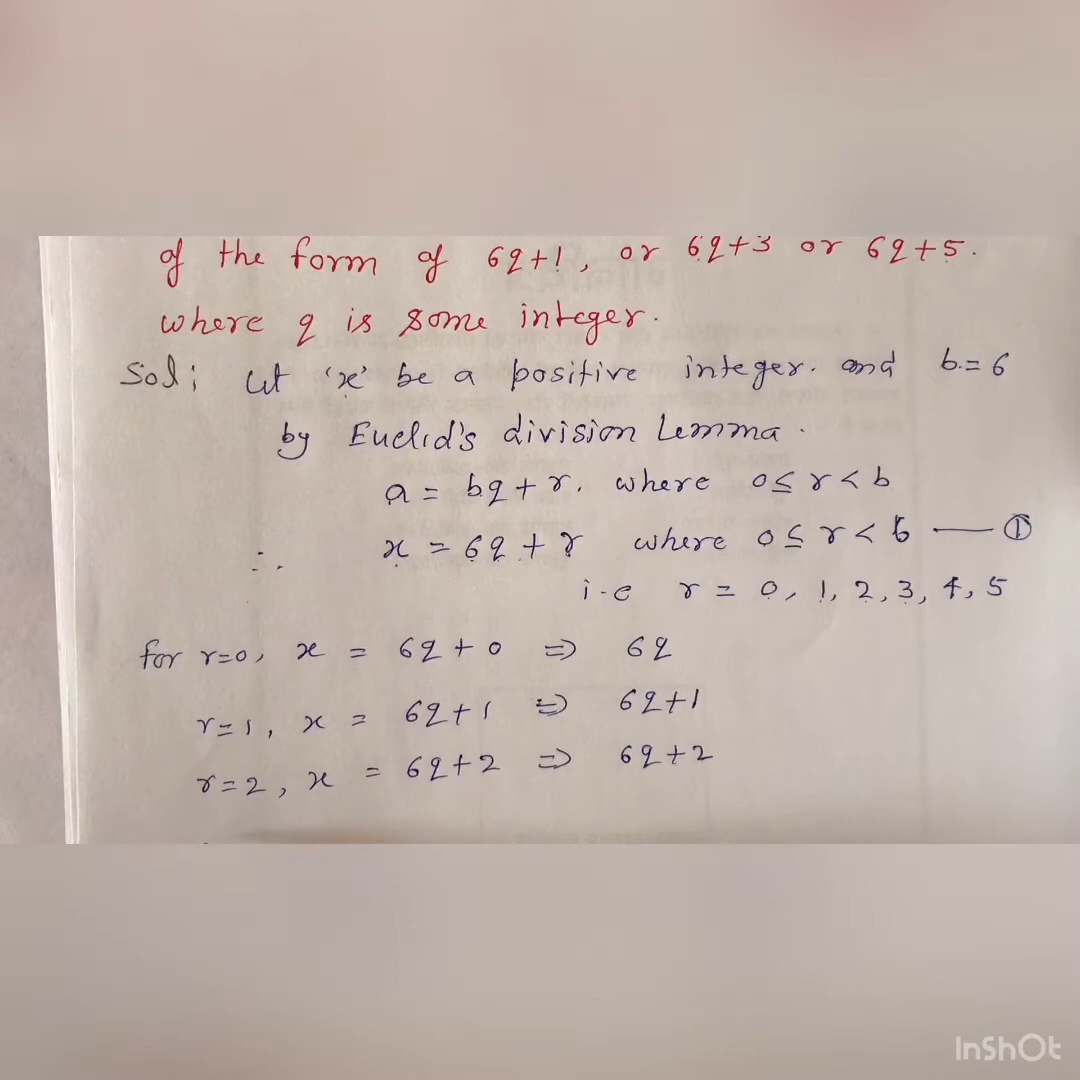 of the form of 6q+1, or 6q+3 or 6q+5.
where q is some integer.
Sol; Let 'x' be a positive integer. and b=6
by Euclid's division Lemma.
a = bq + r, where 0 ≤ r < b
∴ x = 6q + r where 0 ≤ r < 6 — ①
i.e r = 0, 1, 2, 3, 4, 5
for r=0, x = 6q + 0 ⇒ 6q
r=1, x = 6q+1 ⇒ 6q+1
r=2, x = 6q+2 ⇒ 6q+2
InShOt